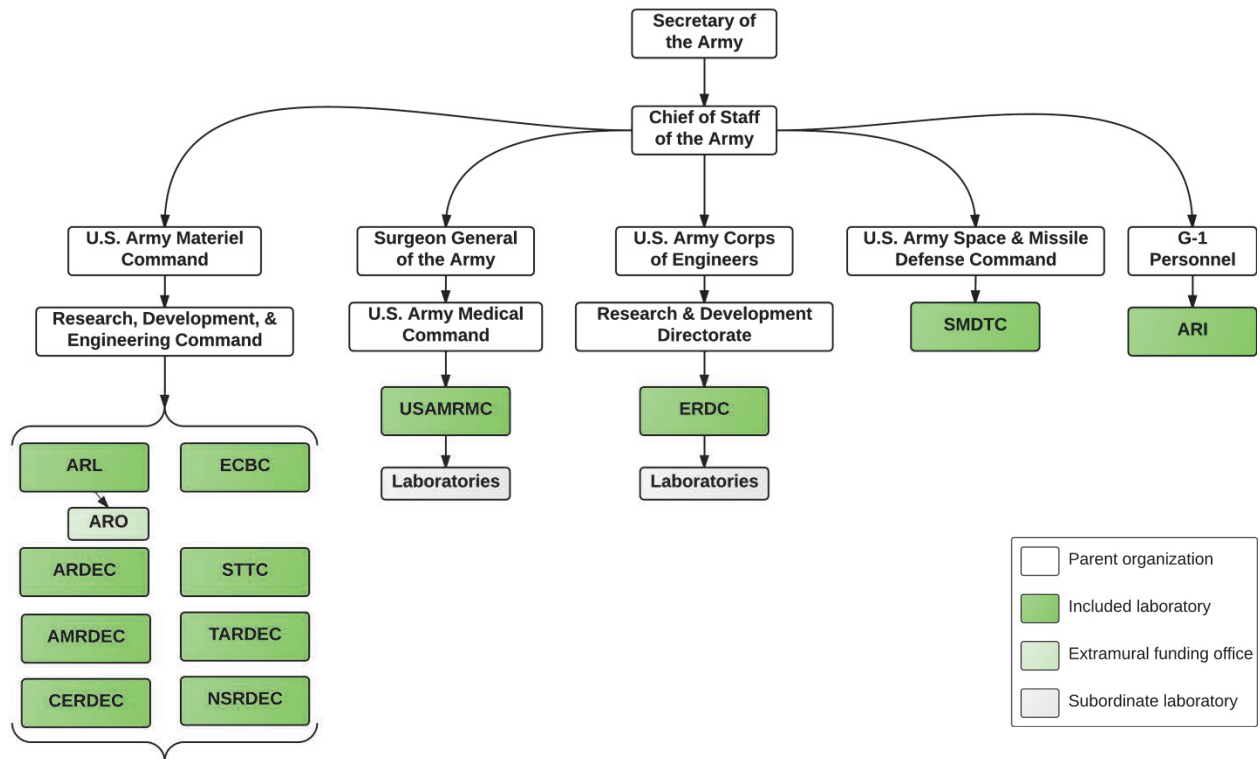 Secretary of
the Army
Chief of Staff
of the Army
U.S. Army Materiel
Command
Surgeon General
of the Army
U.S. Army Corps
of Engineers
U.S. Army Space & Missile
Defense Command
G-1
Personnel
Research, Development, &
Engineering Command
U.S. Army Medical
Command
Research & Development
Directorate
SMDTC
ARI
USAMRMC
ERDC
ARL
ECBC
Laboratories
Laboratories
ARO
ARDEC
STTC
AMRDEC
TARDEC
CERDEC
NSRDEC
Parent organization
Included laboratory
Extramural funding office
Subordinate laboratory